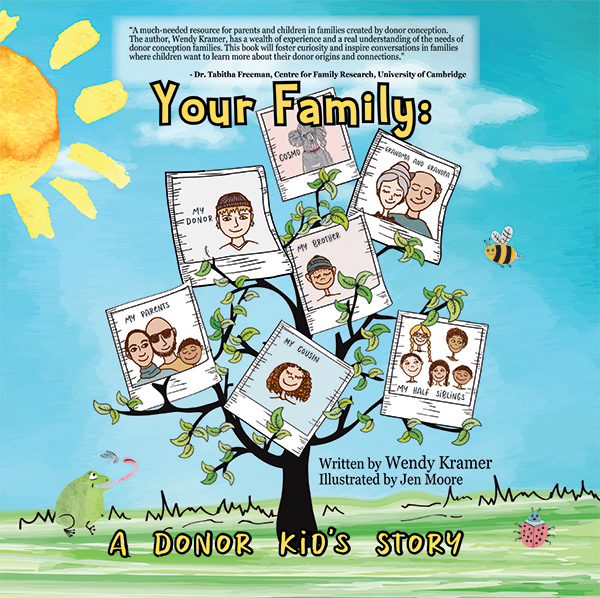 “A much-needed resource for parents and children in families created by donor conception.
The author, Wendy Kramer, has a wealth of experience and a real understanding of the needs of
donor conception families. This book will foster curiosity and inspire conversations in families
where children want to learn more about their donor origins and connections.”
- Dr. Tabitha Freeman, Centre for Family Research, University of Cambridge
Your Family:
COSMO
GRANDMA AND GRANDPA
MY
DONOR
MY BROTHER
MY PARENTS
MY COUSIN
MY HALF SIBLINGS
Written by Wendy Kramer
Illustrated by Jen Moore
A DONOR KID'S STORY